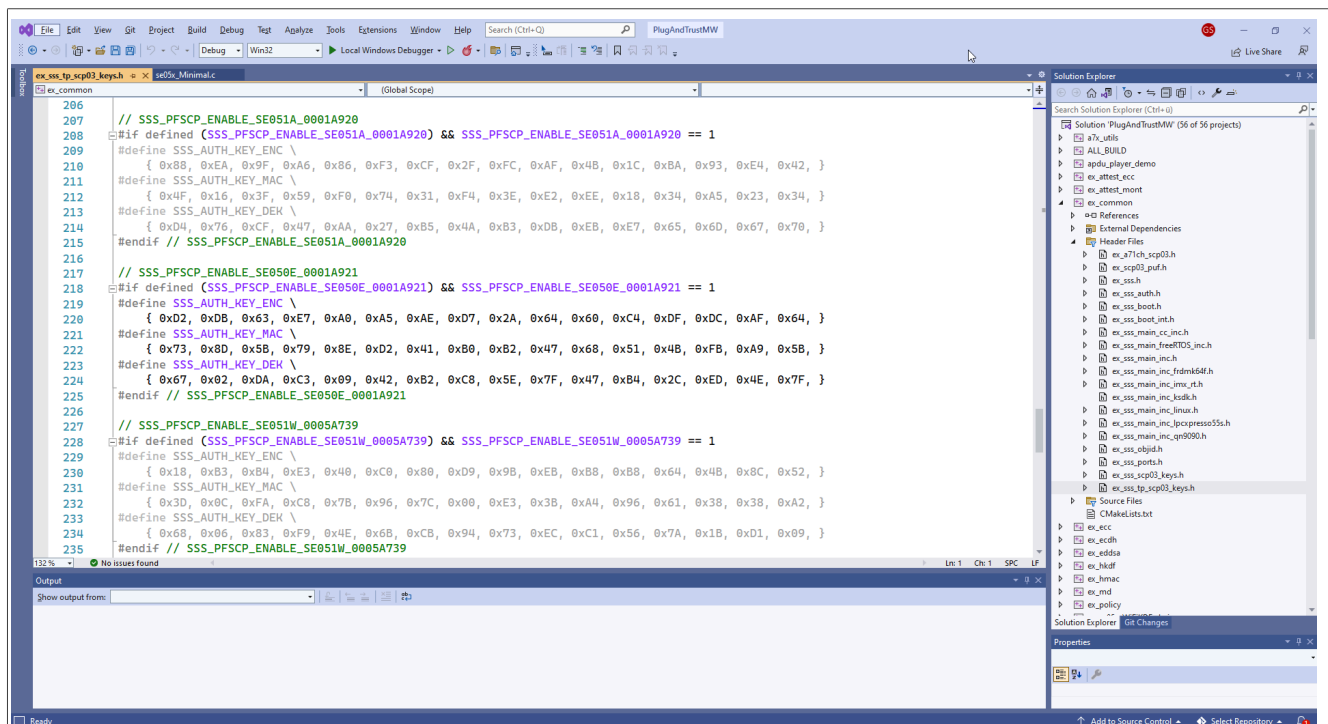 File Edit View Git Project Build Debug Test Analyze Tools Extensions Window Help Search (Ctrl+Q) PlugAndTrustMW GS
Debug Win32 Local Windows Debugger Live Share
Toolbox
ex_sss_tp_scp03_keys.h se05x_Minimal.c
ex_common (Global Scope)
206
207 // SSS_PFSCP_ENABLE_SE051A_0001A920
208 #if defined (SSS_PFSCP_ENABLE_SE051A_0001A920) && SSS_PFSCP_ENABLE_SE051A_0001A920 == 1
209 #define SSS_AUTH_KEY_ENC \
210 { 0x88, 0xEA, 0x9F, 0xA6, 0x86, 0xF3, 0xCF, 0x2F, 0xFC, 0xAF, 0x4B, 0x1C, 0xBA, 0x93, 0xE4, 0x42, }
211 #define SSS_AUTH_KEY_MAC \
212 { 0x4F, 0x16, 0x3F, 0x59, 0xF0, 0x74, 0x31, 0xF4, 0x3E, 0xE2, 0xEE, 0x18, 0x34, 0xA5, 0x23, 0x34, }
213 #define SSS_AUTH_KEY_DEK \
214 { 0xD4, 0x76, 0xCF, 0x47, 0xAA, 0x27, 0xB5, 0x4A, 0xB3, 0xDB, 0xEB, 0xE7, 0x65, 0x6D, 0x67, 0x70, }
215 #endif // SSS_PFSCP_ENABLE_SE051A_0001A920
216
217 // SSS_PFSCP_ENABLE_SE050E_0001A921
218 #if defined (SSS_PFSCP_ENABLE_SE050E_0001A921) && SSS_PFSCP_ENABLE_SE050E_0001A921 == 1
219 #define SSS_AUTH_KEY_ENC \
220 { 0xD2, 0xDB, 0x63, 0xE7, 0xA0, 0xA5, 0xAE, 0xD7, 0x2A, 0x64, 0x60, 0xC4, 0xDF, 0xDC, 0xAF, 0x64, }
221 #define SSS_AUTH_KEY_MAC \
222 { 0x73, 0x8D, 0x5B, 0x79, 0x8E, 0xD2, 0x41, 0xB0, 0xB2, 0x47, 0x68, 0x51, 0x4B, 0xFB, 0xA9, 0x5B, }
223 #define SSS_AUTH_KEY_DEK \
224 { 0x67, 0x02, 0xDA, 0xC3, 0x09, 0x42, 0xB2, 0xC8, 0x5E, 0x7F, 0x47, 0xB4, 0x2C, 0xED, 0x4E, 0x7F, }
225 #endif // SSS_PFSCP_ENABLE_SE050E_0001A921
226
227 // SSS_PFSCP_ENABLE_SE051W_0005A739
228 #if defined (SSS_PFSCP_ENABLE_SE051W_0005A739) && SSS_PFSCP_ENABLE_SE051W_0005A739 == 1
229 #define SSS_AUTH_KEY_ENC \
230 { 0x18, 0xB3, 0xB4, 0xE3, 0x40, 0xC0, 0x80, 0xD9, 0x9B, 0xEB, 0xB8, 0xB8, 0x64, 0x4B, 0x8C, 0x52, }
231 #define SSS_AUTH_KEY_MAC \
232 { 0x3D, 0x0C, 0xFA, 0xC8, 0x7B, 0x96, 0x7C, 0x00, 0xE3, 0x3B, 0xA4, 0x96, 0x61, 0x38, 0x38, 0xA2, }
233 #define SSS_AUTH_KEY_DEK \
234 { 0x68, 0x06, 0x83, 0xF9, 0x4E, 0x6B, 0xCB, 0x94, 0x73, 0xEC, 0xC1, 0x56, 0x7A, 0x1B, 0xD1, 0x09, }
235 #endif // SSS_PFSCP_ENABLE_SE051W_0005A739
132 % No issues found Ln: 1 Ch: 1 SPC LF
Output
Show output from:
Solution Explorer
Search Solution Explorer (Ctrl+ü)
Solution 'PlugAndTrustMW' (56 of 56 projects)
a7x_utils
ALL_BUILD
apdu_player_demo
ex_attest_ecc
ex_attest_mont
ex_common
References
External Dependencies
Header Files
ex_a71ch_scp03.h
ex_scp03_puf.h
ex_sss.h
ex_sss_auth.h
ex_sss_boot.h
ex_sss_boot_int.h
ex_sss_main_cc_inc.h
ex_sss_main_freeRTOS_inc.h
ex_sss_main_inc.h
ex_sss_main_inc_frdmk64f.h
ex_sss_main_inc_imx_rt.h
ex_sss_main_inc_ksdk.h
ex_sss_main_inc_linux.h
ex_sss_main_inc_lpcxpresso55s.h
ex_sss_main_inc_qn9090.h
ex_sss_objid.h
ex_sss_ports.h
ex_sss_scp03_keys.h
ex_sss_tp_scp03_keys.h
Source Files
CMakeLists.txt
ex_ecc
ex_ecdh
ex_eddsa
ex_hkdf
ex_hmac
ex_md
ex_policy
Solution Explorer Git Changes
Properties
Ready Add to Source Control Select Repository